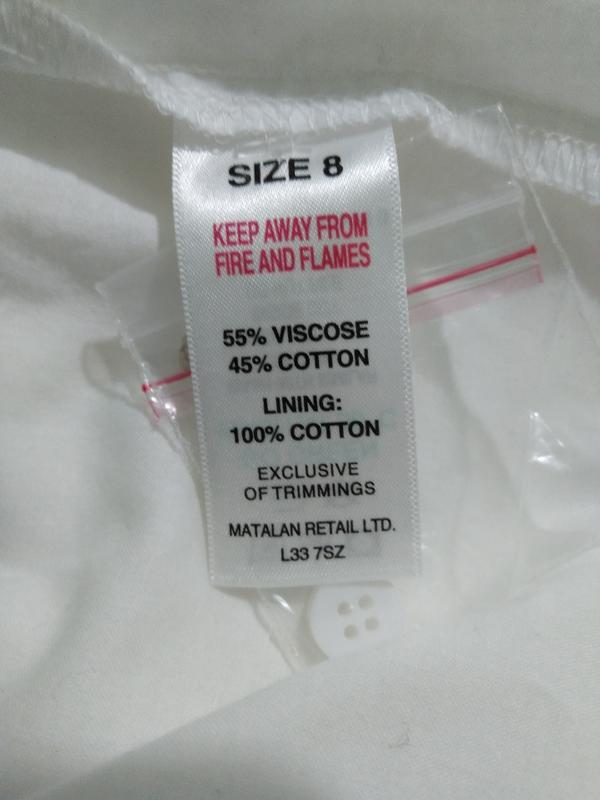 SIZE 8
KEEP AWAY FROM
FIRE AND FLAMES
55% VISCOSE
45% COTTON
LINING:
100% COTTON
EXCLUSIVE
OF TRIMMINGS
MATALAN RETAIL LTD.
L33 7SZ